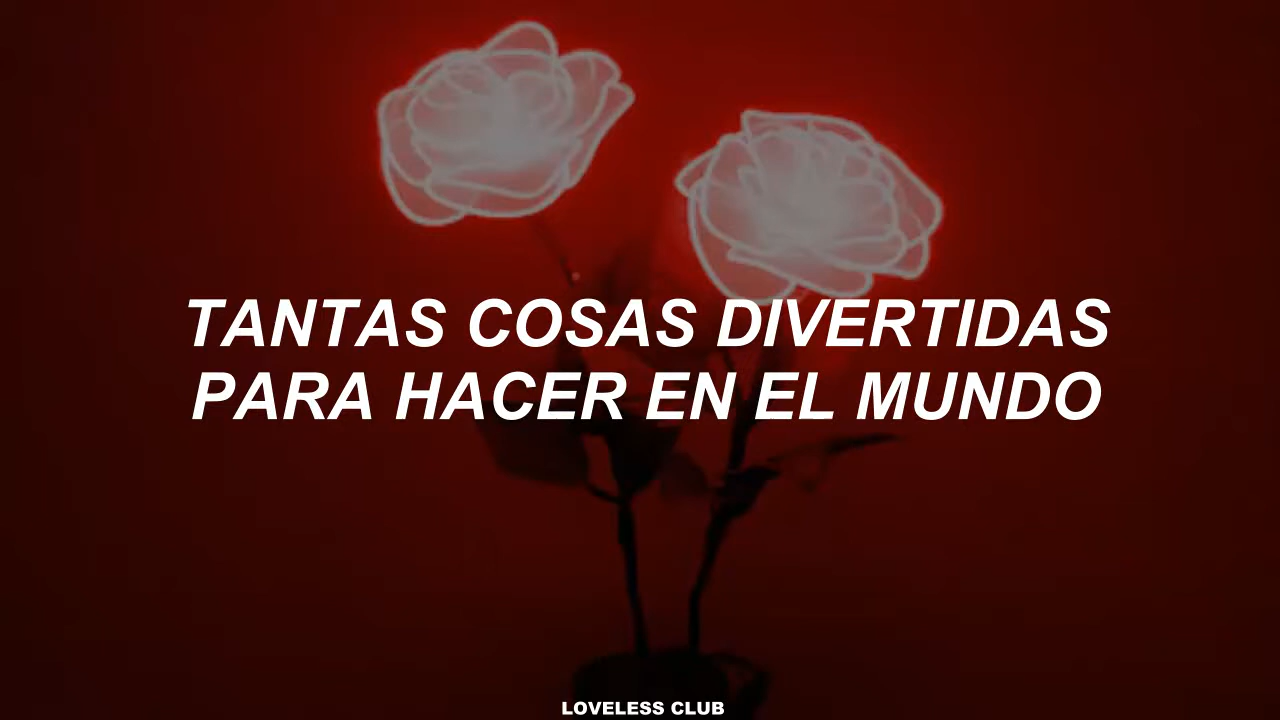 TANTAS COSAS DIVERTIDAS
PARA HACER EN EL MUNDO
LOVELESS CLUB